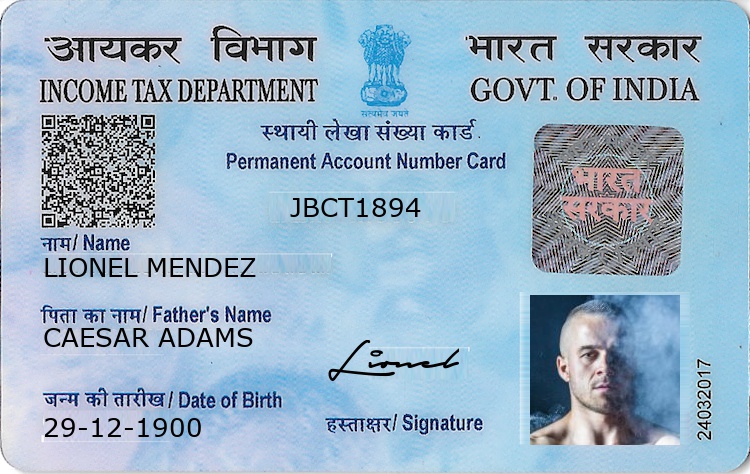 आयकर विभाग
INCOME TAX DEPARTMENT
सत्यमेव जयते
भारत सरकार
GOVT. OF INDIA
स्थायी लेखा संख्या कार्ड
Permanent Account Number Card
JBCT1894
भारत
सरकार
नाम/ Name
LIONEL MENDEZ
पिता का नाम/ Father's Name
CAESAR ADAMS
Lionel
जन्म की तारीख/ Date of Birth
29-12-1900
हस्ताक्षर/ Signature
24032017